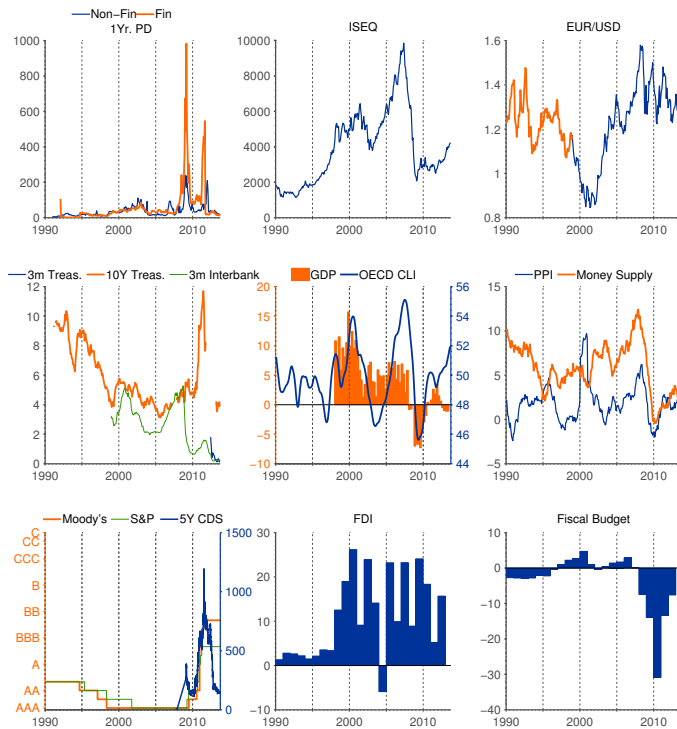 Non−Fin Fin
1Yr. PD
1000
800
600
400
200
0
1990 2000 2010
ISEQ
10000
8000
6000
4000
2000
0
1990 2000 2010
EUR/USD
1.6
1.4
1.2
1
0.8
1990 2000 2010
3m Treas. 10Y Treas. 3m Interbank
12
10
8
6
4
2
0
1990 2000 2010
GDP OECD CLI
20
15
10
5
0
−5
−10
56
54
52
50
48
46
44
1990 2000 2010
PPI Money Supply
15
10
5
0
−5
1990 2000 2010
Moody's S&P 5Y CDS
C
CC
CCC
B
BB
BBB
A
AA
AAA
1500
1000
500
0
1990 2000 2010
FDI
30
20
10
0
−10
1990 2000 2010
Fiscal Budget
10
0
−10
−20
−30
−40
1990 2000 2010